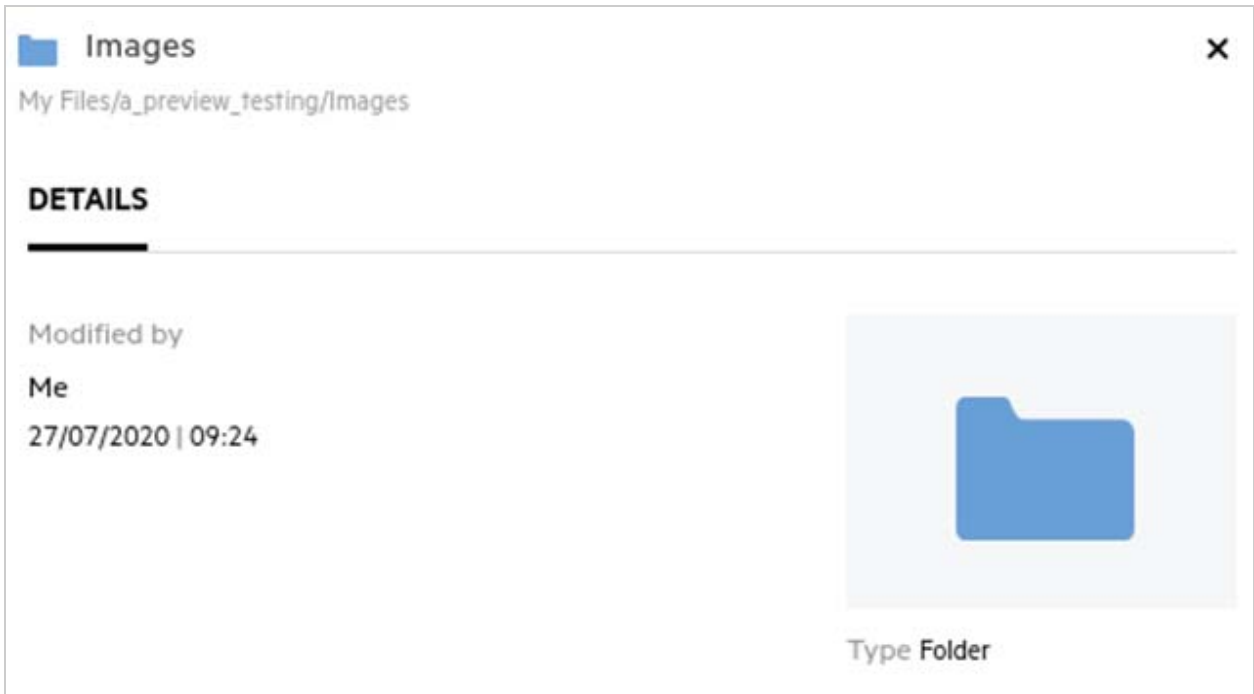 Images
My Files/a_preview_testing/Images
DETAILS
Modified by
Me
27/07/2020 | 09:24
Type Folder